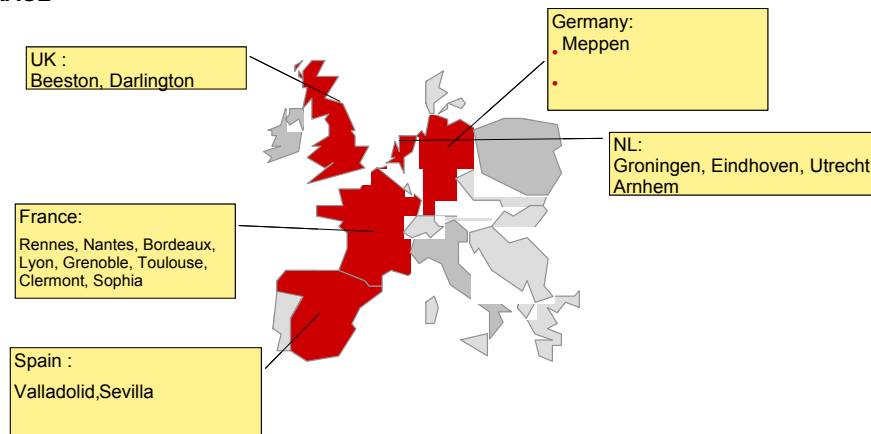 UK :
Beeston, Darlington
Germany:
Meppen
NL:
Groningen, Eindhoven, Utrecht
Arnhem
France:
Rennes, Nantes, Bordeaux,
Lyon, Grenoble, Toulouse,
Clermont, Sophia
Spain :
Valladolid,Sevilla